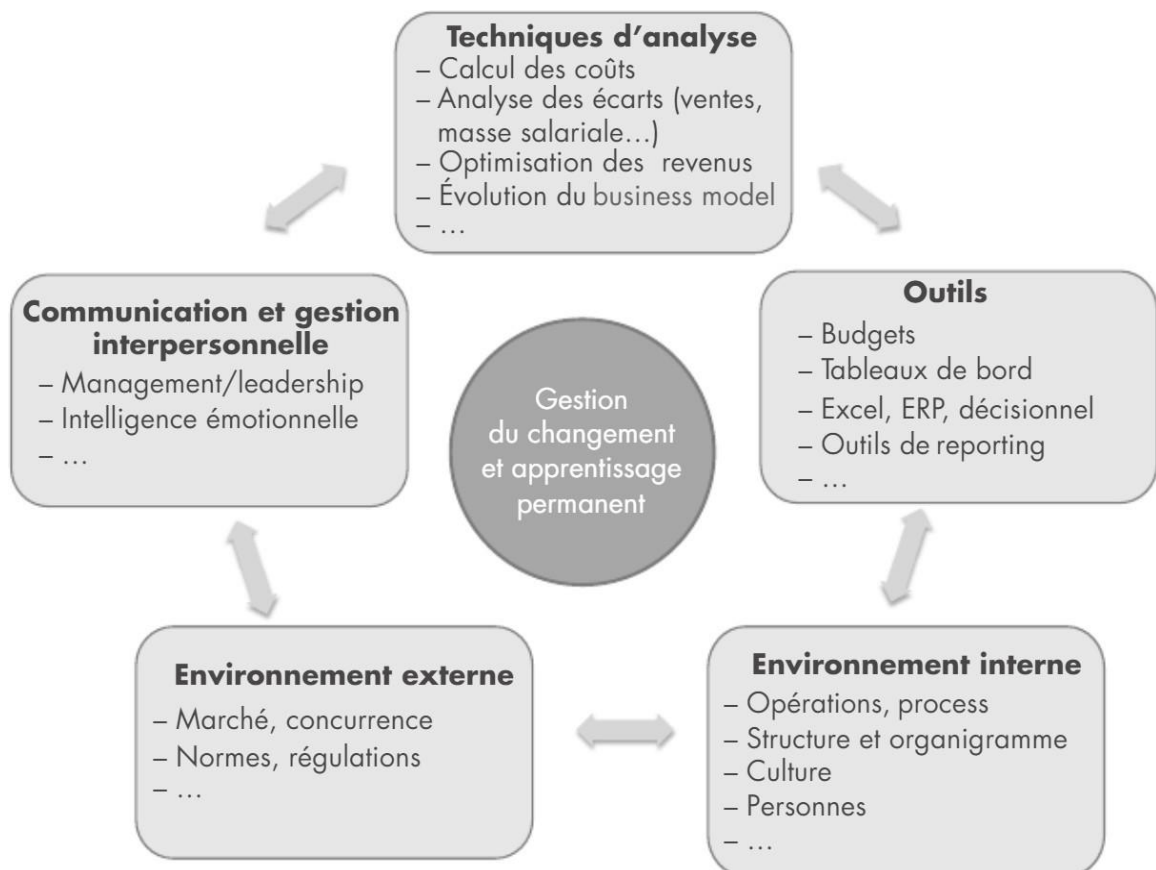 Techniques d’analyse
– Calcul des coûts
– Analyse des écarts (ventes,
masse salariale…)
– Optimisation des revenus
– Évolution du business model
– …
Communication et gestion
interpersonnelle
– Management/leadership
– Intelligence émotionnelle
– …
Outils
– Budgets
– Tableaux de bord
– Excel, ERP, décisionnel
– Outils de reporting
– …
Gestion
du changement
et apprentissage
permanent
Environnement externe
– Marché, concurrence
– Normes, régulations
– …
Environnement interne
– Opérations, process
– Structure et organigramme
– Culture
– Personnes
– …